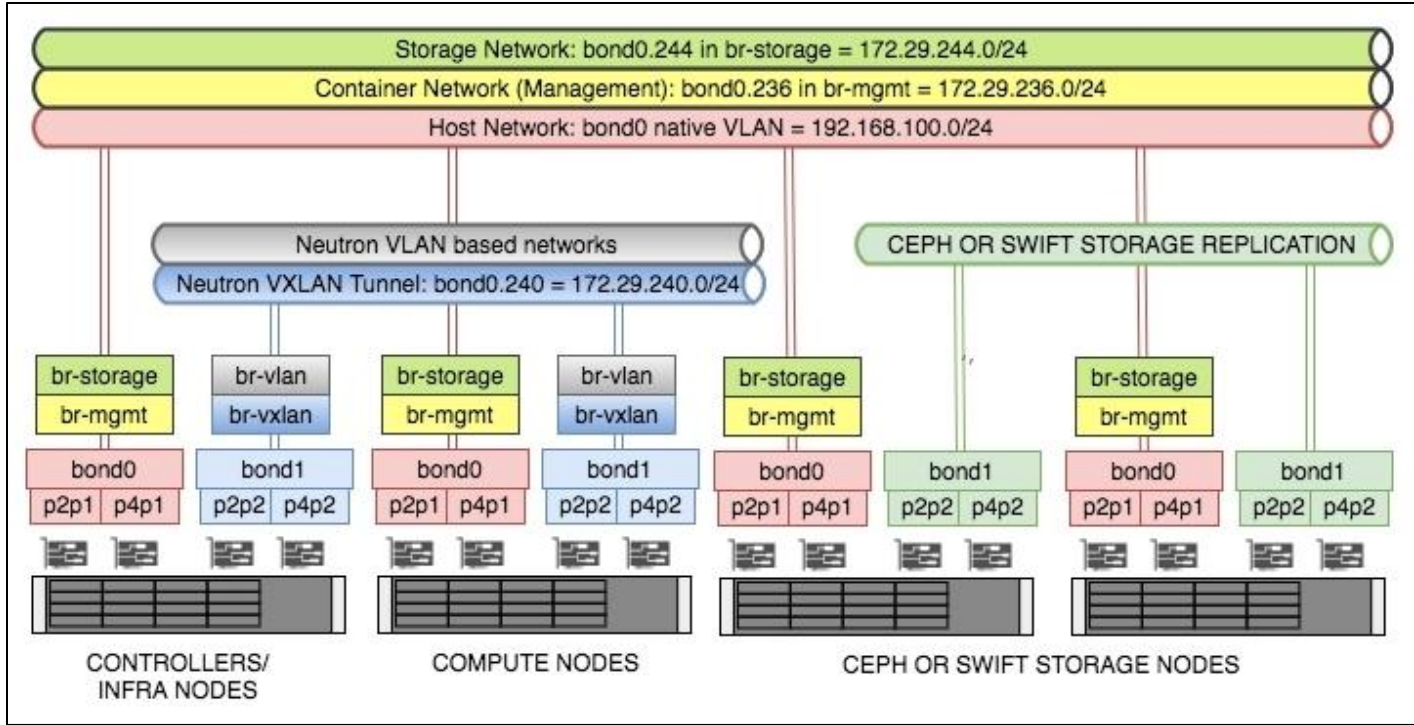 Storage Network: bond0.244 in br-storage = 172.29.244.0/24
Container Network (Management): bond0.236 in br-mgmt = 172.29.236.0/24
Host Network: bond0 native VLAN = 192.168.100.0/24
Neutron VLAN based networks
CEPH OR SWIFT STORAGE REPLICATION
Neutron VXLAN Tunnel: bond0.240 = 172.29.240.0/24
br-storage
br-mgmt
br-vlan
br-vxlan
br-storage
br-mgmt
br-vlan
br-vxlan
br-storage
br-mgmt
br-storage
br-mgmt
bond0
p2p1 p4p1
bond1
p2p2 p4p2
bond0
p2p1 p4p1
bond1
p2p2 p4p2
bond0
p2p1 p4p1
bond1
p2p2 p4p2
bond0
p2p1 p4p1
bond1
p2p2 p4p2
CONTROLLERS/
INFRA NODES
COMPUTE NODES
CEPH OR SWIFT STORAGE NODES